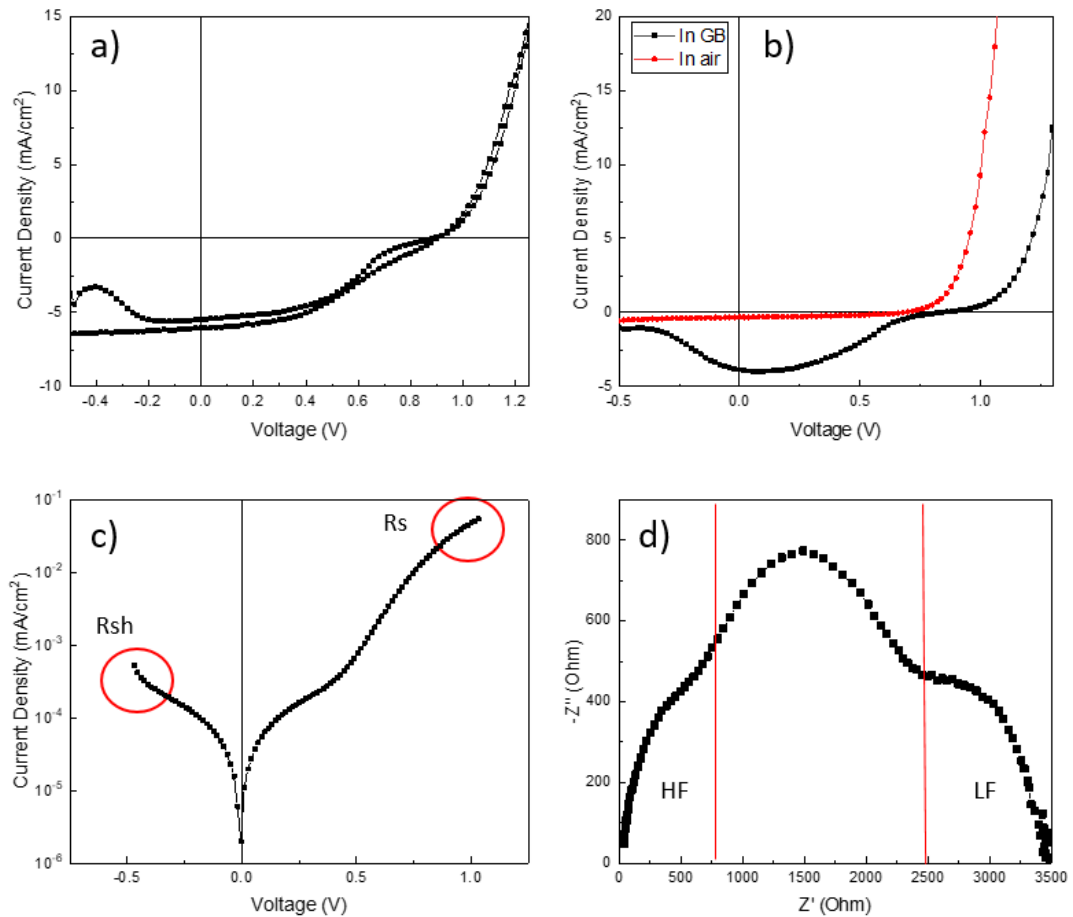 a)
15
10
5
0
-5
-10
Current Density (mA/cm²)
-0.4 -0.2 0.0 0.2 0.4 0.6 0.8 1.0 1.2
Voltage (V)
b)
In GB
In air
20
15
10
5
0
-5
Current Density (mA/cm²)
-0.5 0.0 0.5 1.0
Voltage (V)
c)
Rs
Rsh
10⁻¹
10⁻²
10⁻³
10⁻⁴
10⁻⁵
10⁻⁶
Current Density (mA/cm²)
-0.5 0.0 0.5 1.0
Voltage (V)
d)
800
600
400
200
0
-Z" (Ohm)
HF
LF
0 500 1000 1500 2000 2500 3000 3500
Z' (Ohm)